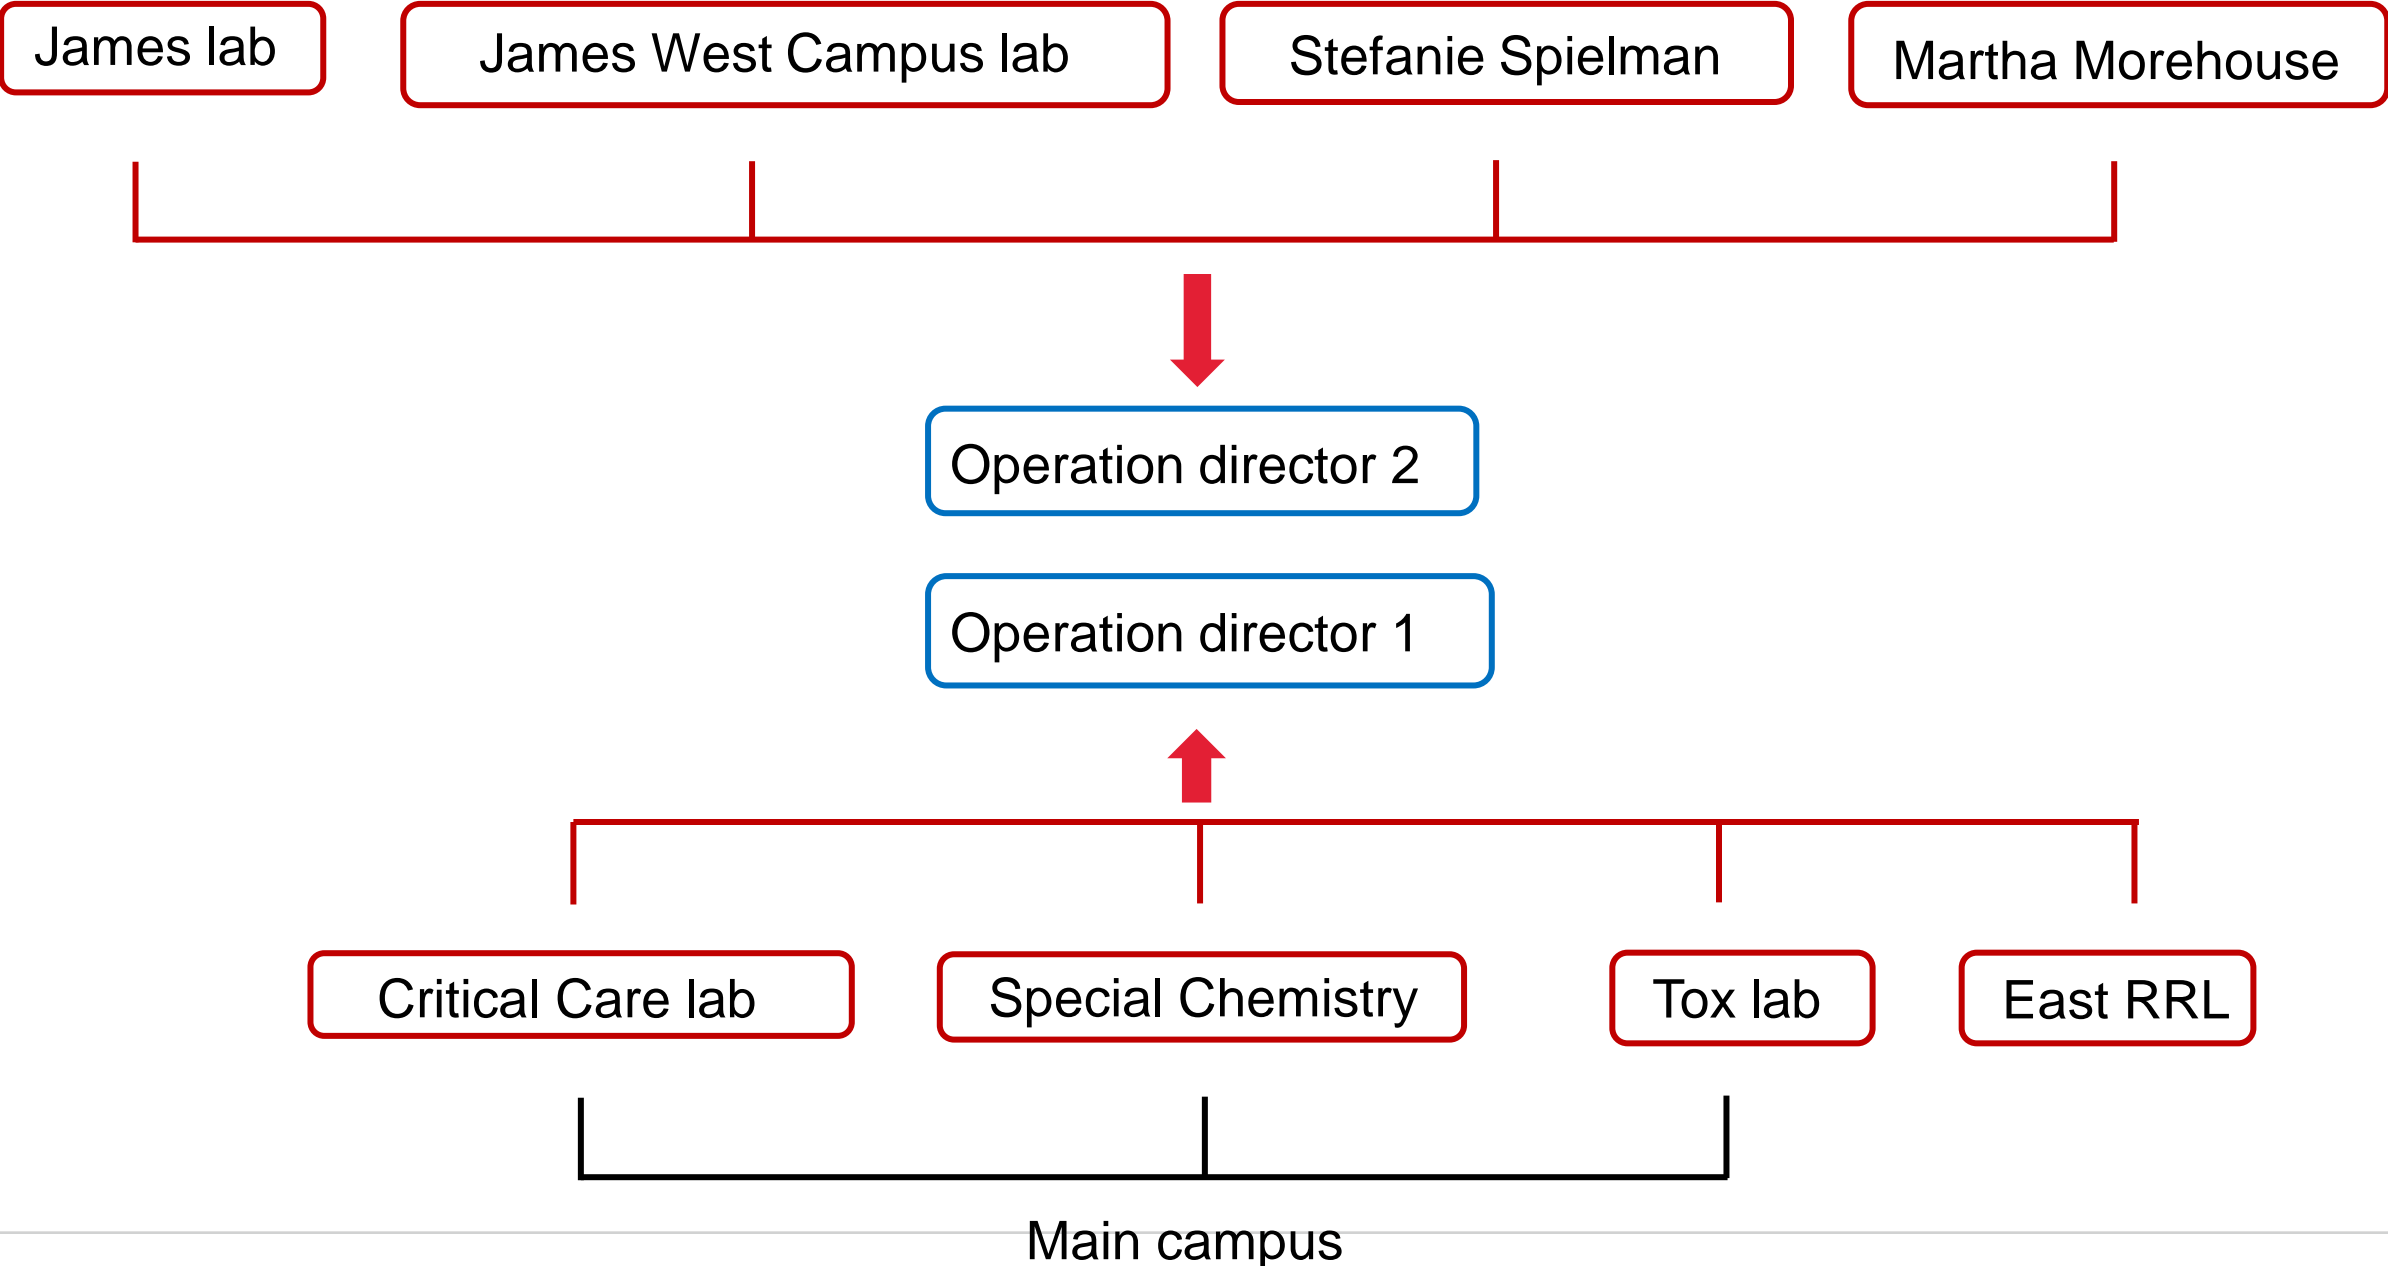 James lab
James West Campus lab
Stefanie Spielman
Martha Morehouse
Operation director 2
Operation director 1
Critical Care lab
Special Chemistry
Tox lab
East RRL
Main campus